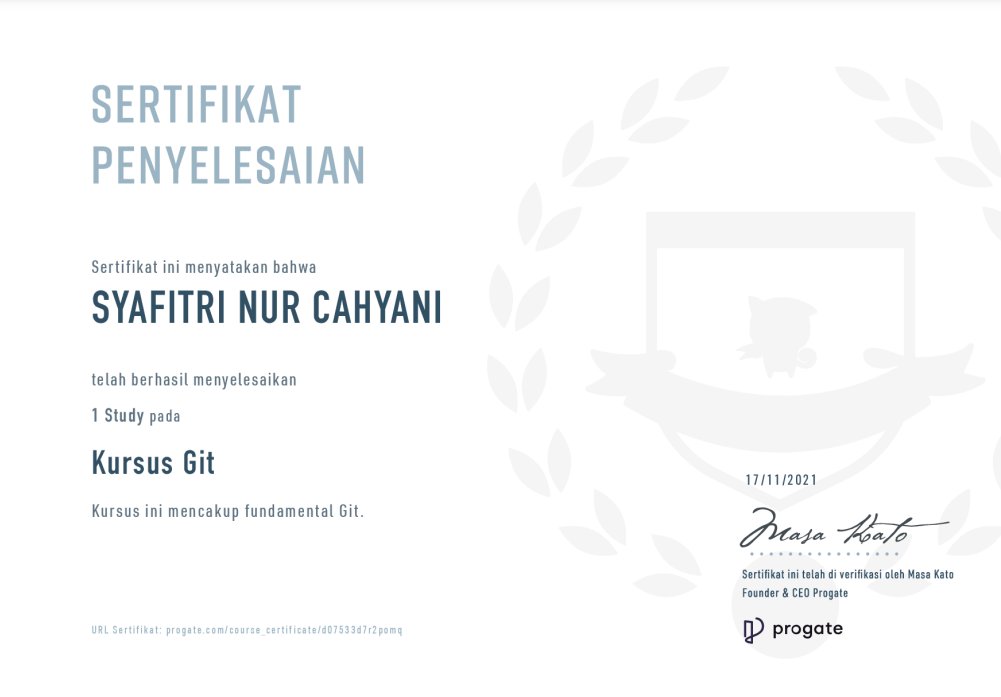 SERTIFIKAT
PENYELESAIAN
Sertifikat ini menyatakan bahwa
SYAFITRI NUR CAHYANI
telah berhasil menyelesaikan
1 Study pada
Kursus Git
Kursus ini mencakup fundamental Git.
17/11/2021
Masa Kato
Sertifikat ini telah di verifikasi oleh Masa Kato
Founder & CEO Progate
progate
URL Sertifikat: progate.com/course_certificate/d07533d7r2pomq